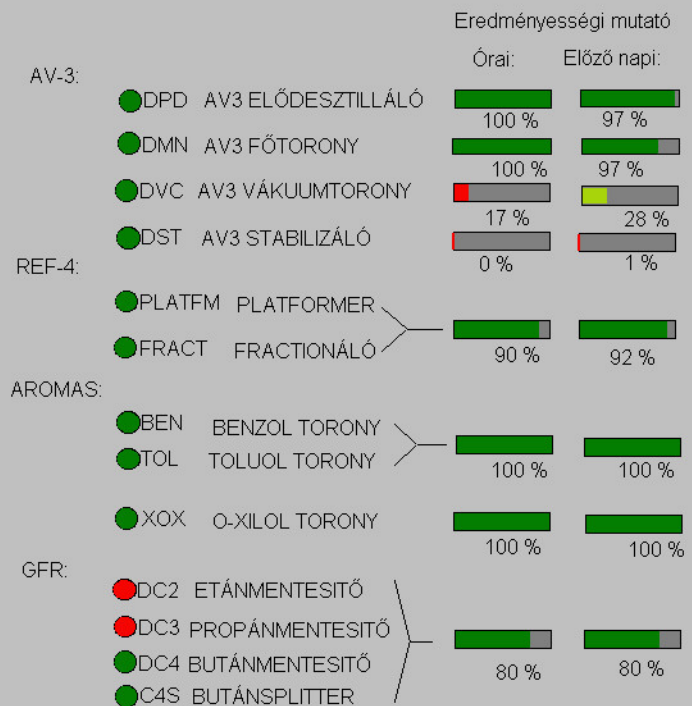 Eredményességi mutató
Órai: Előző napi:
AV-3:
DPD AV3 ELŐDESZTILLÁLÓ
100 % 97 %
DMN AV3 FŐTORONY
100 % 97 %
DVC AV3 VÁKUUMTORONY
17 % 28 %
DST AV3 STABILIZÁLÓ
0 % 1 %
REF-4:
PLATFM PLATFORMER
FRACT FRACTIONÁLÓ
90 % 92 %
AROMAS:
BEN BENZOL TORONY
TOL TOLUOL TORONY
100 % 100 %
XOX O-XILOL TORONY
100 % 100 %
GFR:
DC2 ETÁNMENTESITŐ
DC3 PROPÁNMENTESITŐ
DC4 BUTÁNMENTESITŐ
80 % 80 %
C4S BUTÁNSPLITTER